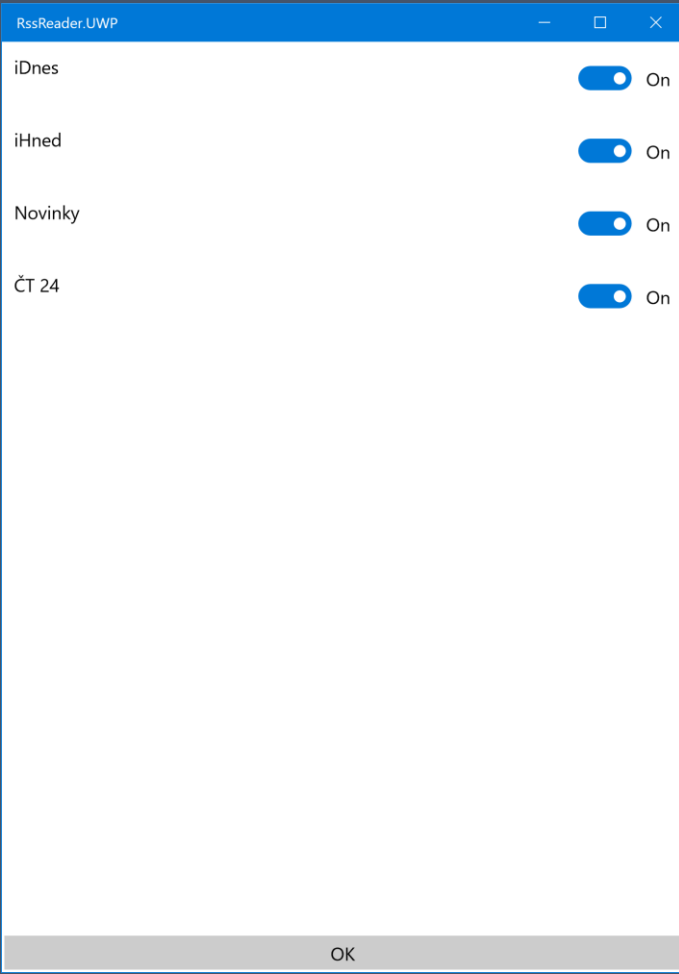 RssReader.UWP
iDnes On
iHned On
Novinky On
ČT 24 On
OK